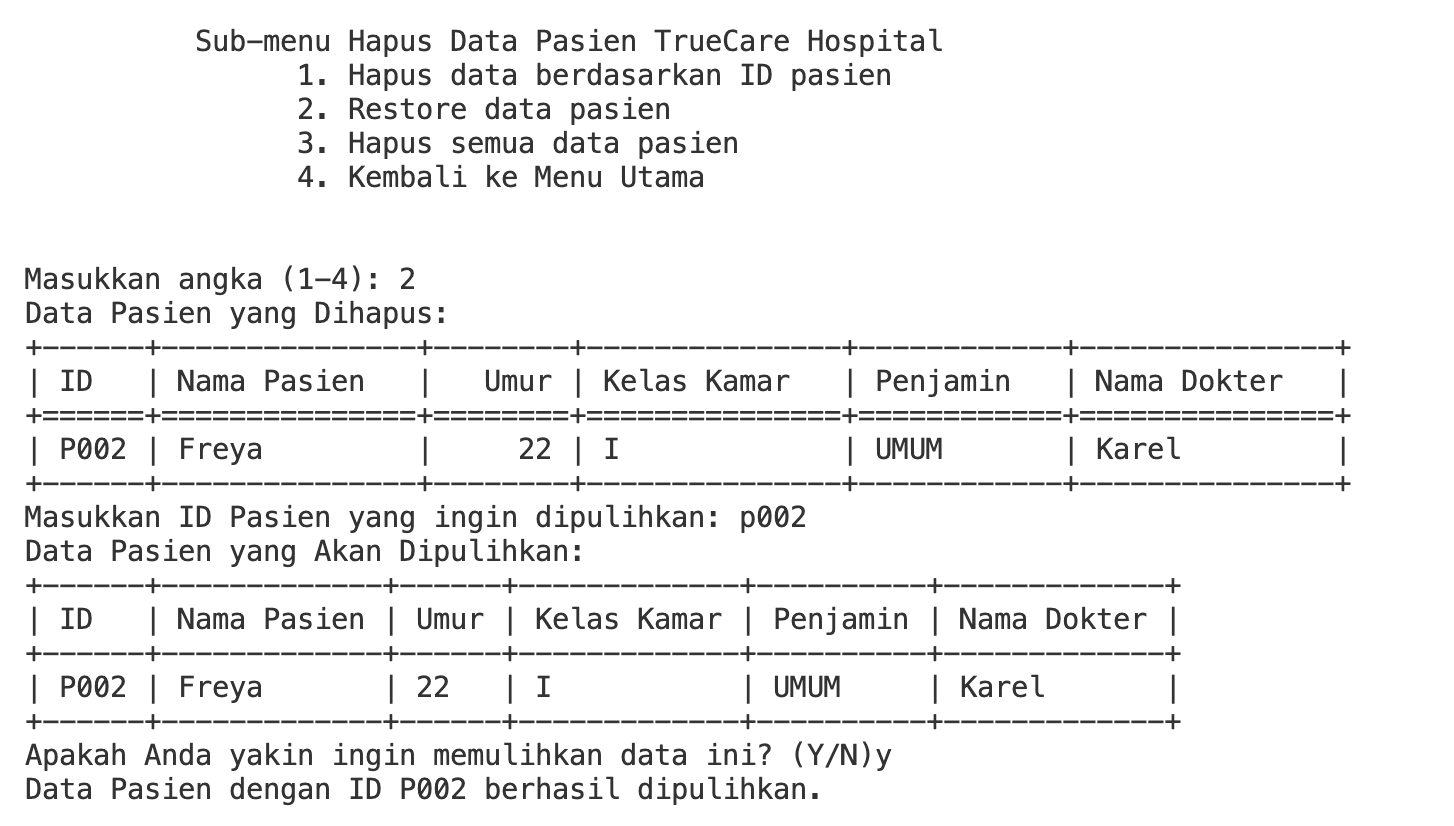 Sub-menu Hapus Data Pasien TrueCare Hospital
1. Hapus data berdasarkan ID pasien
2. Restore data pasien
3. Hapus semua data pasien
4. Kembali ke Menu Utama
Masukkan angka (1-4): 2
Data Pasien yang Dihapus:
+------+---------------+--------+---------------+------------+---------------+
| ID   | Nama Pasien   |   Umur | Kelas Kamar   | Penjamin   | Nama Dokter   |
+======+===============+========+===============+============+===============+
| P002 | Freya         |     22 | I             | UMUM       | Karel         |
+------+---------------+--------+---------------+------------+---------------+
Masukkan ID Pasien yang ingin dipulihkan: p002
Data Pasien yang Akan Dipulihkan:
+------+-------------+------+-------------+----------+-------------+
| ID   | Nama Pasien | Umur | Kelas Kamar | Penjamin | Nama Dokter |
+------+-------------+------+-------------+----------+-------------+
| P002 | Freya       | 22   | I           | UMUM     | Karel       |
+------+-------------+------+-------------+----------+-------------+
Apakah Anda yakin ingin memulihkan data ini? (Y/N)y
Data Pasien dengan ID P002 berhasil dipulihkan.